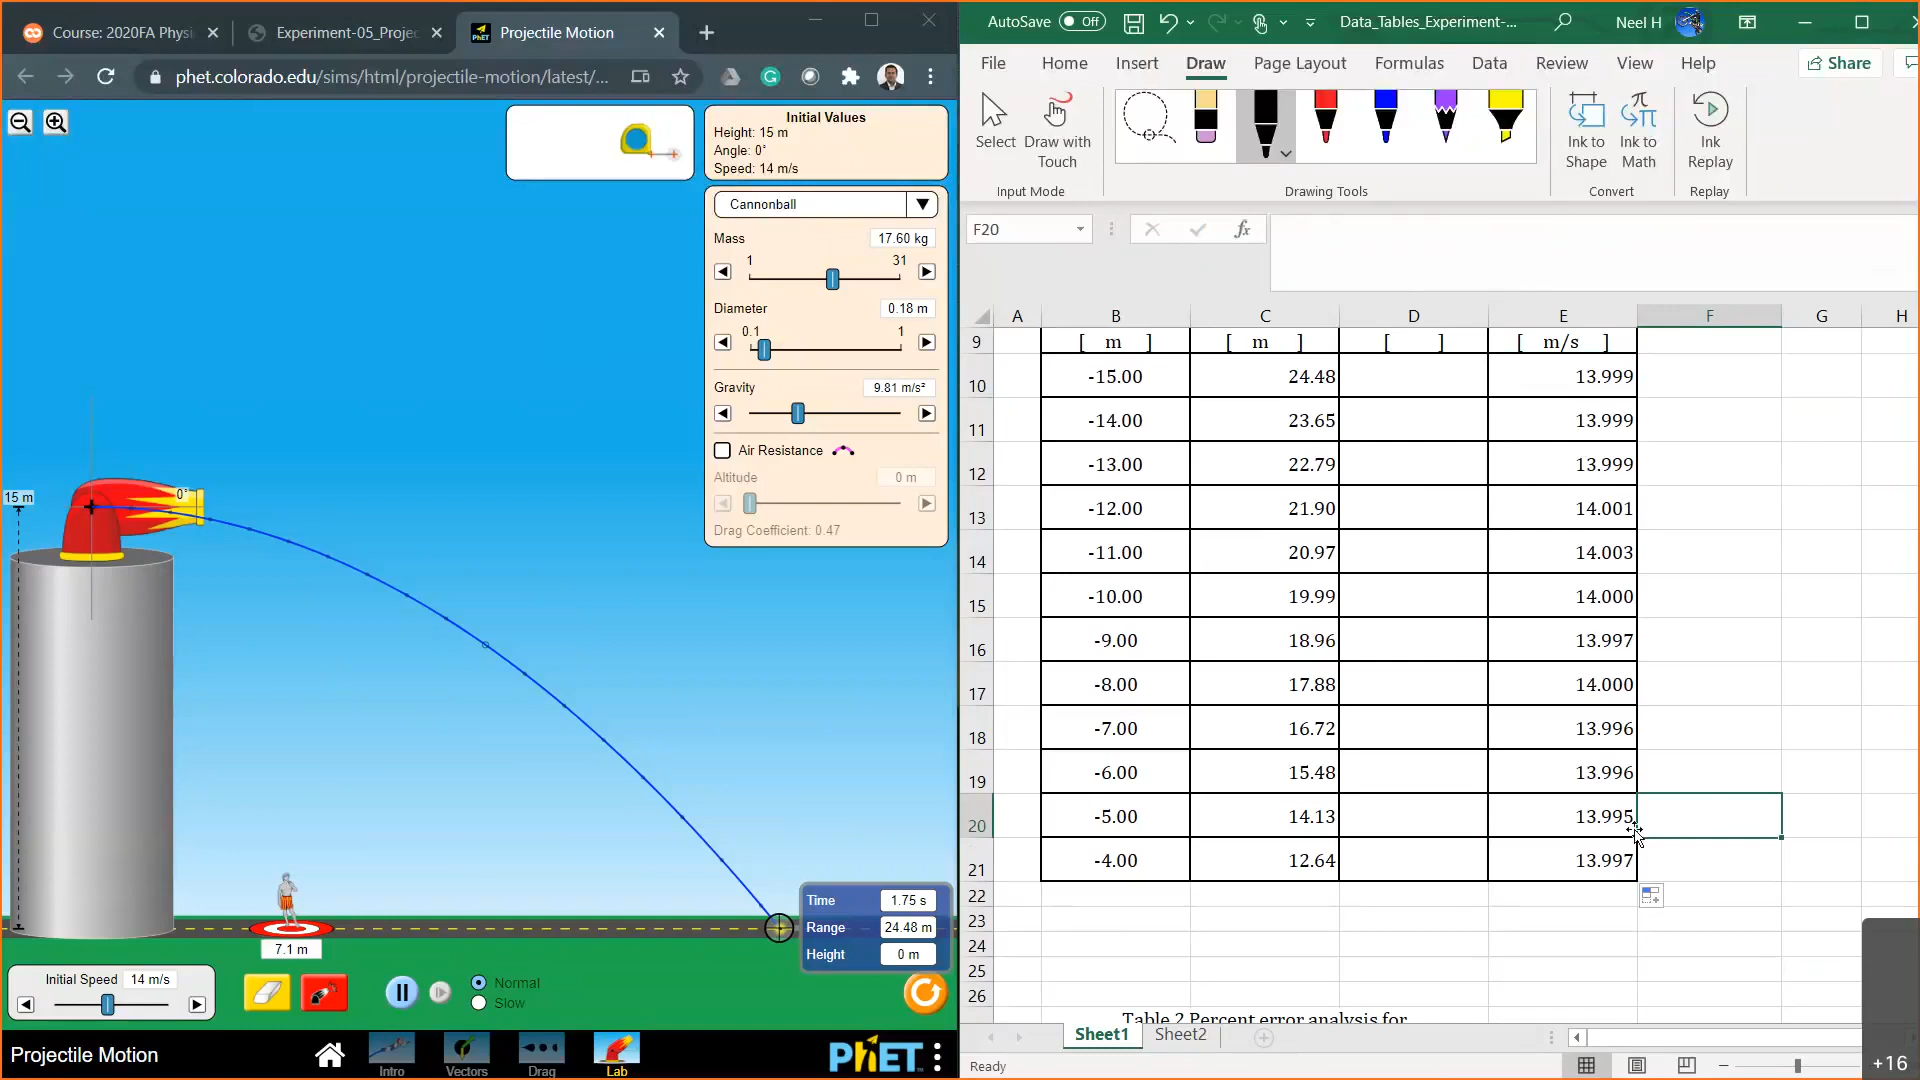 Course: 2020FA Physi
Experiment-05_Projec
Projectile Motion
phet.colorado.edu/sims/html/projectile-motion/latest/...
Initial Values
Height: 15 m
Angle: 0°
Speed: 14 m/s
Cannonball
Mass
17.60 kg
1
31
Diameter
0.18 m
0.1
1
Gravity
9.81 m/s²
Air Resistance
Altitude
0 m
Drag Coefficient: 0.47
15 m
0°
7.1 m
Time 1.75 s
Range 24.48 m
Height 0 m
Initial Speed 14 m/s
Normal
Slow
Projectile Motion
Intro
Vectors
Drag
Lab
PhET
AutoSave Off
Data_Tables_Experiment-...
Neel H
File Home Insert Draw Page Layout Formulas Data Review View Help
Share
Select
Draw with Touch
Ink to Shape
Ink to Math
Ink Replay
Input Mode
Drawing Tools
Convert
Replay
F20
fx
A B C D E F G H
9 [ m ] [ m ] [ ] [ m/s ]
10 -15.00 24.48 13.999
11 -14.00 23.65 13.999
12 -13.00 22.79 13.999
13 -12.00 21.90 14.001
14 -11.00 20.97 14.003
15 -10.00 19.99 14.000
16 -9.00 18.96 13.997
17 -8.00 17.88 14.000
18 -7.00 16.72 13.996
19 -6.00 15.48 13.996
20 -5.00 14.13 13.995
21 -4.00 12.64 13.997
22
23
24
25
26
Table 2 Percent error analysis for
Sheet1
Sheet2
Ready
+16